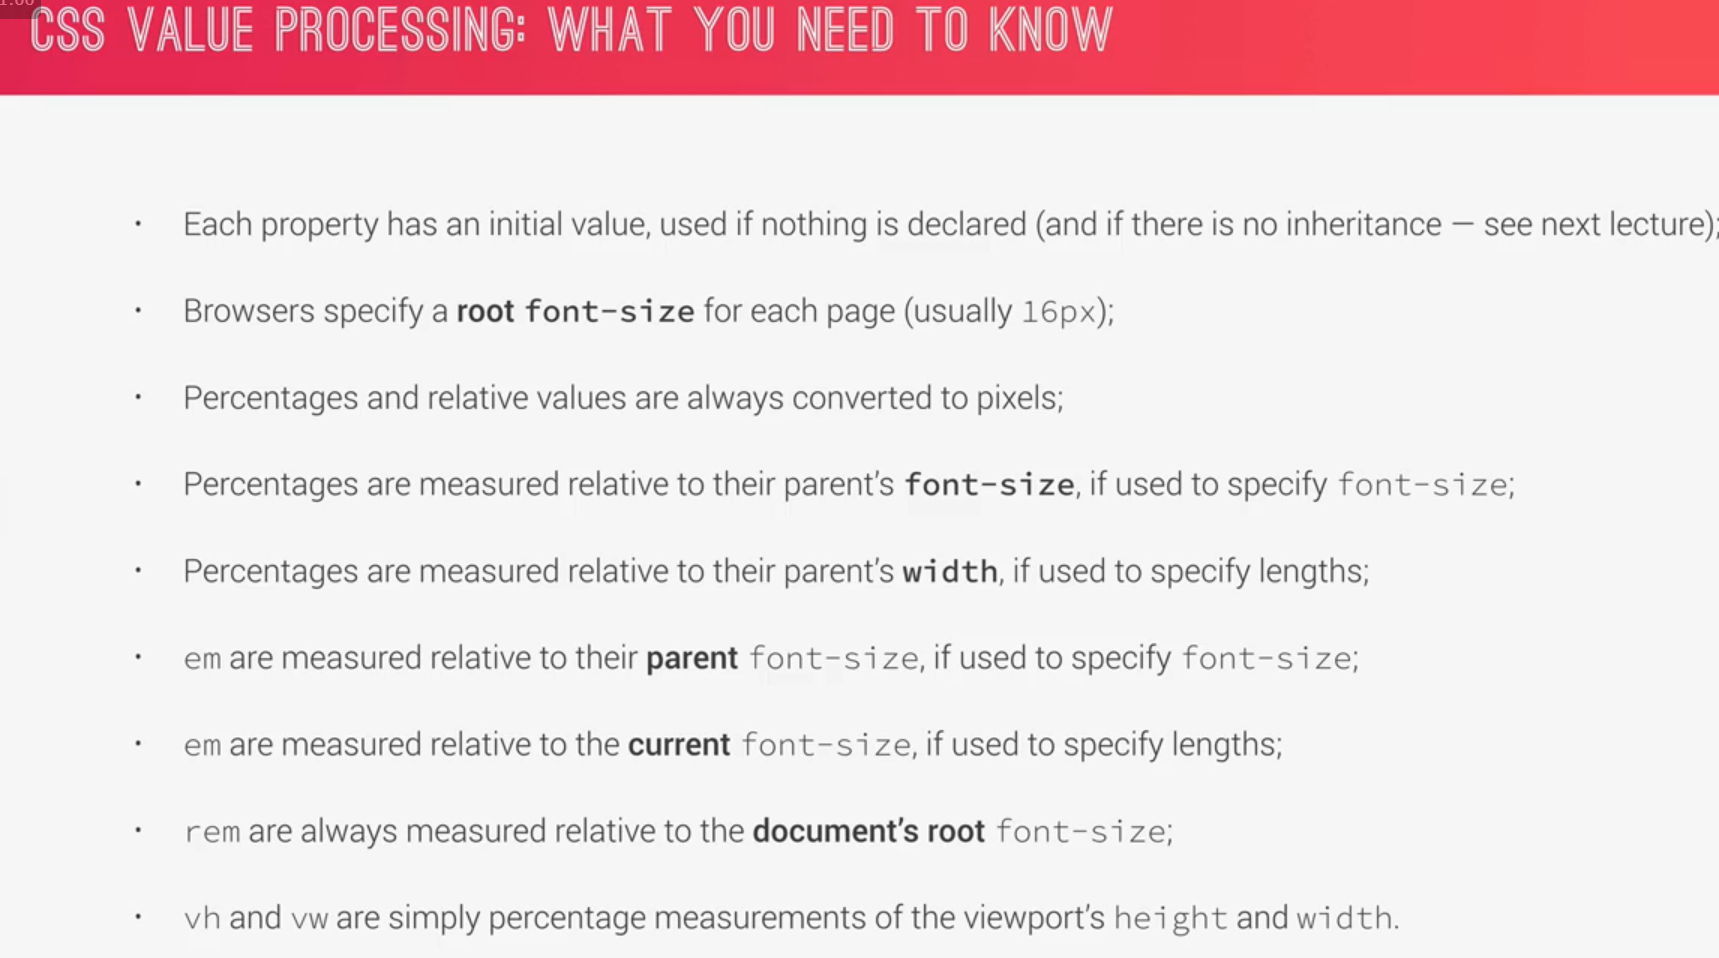 1.00
CSS VALUE PROCESSING: WHAT YOU NEED TO KNOW
• Each property has an initial value, used if nothing is declared (and if there is no inheritance — see next lecture);
• Browsers specify a root font-size for each page (usually 16px);
• Percentages and relative values are always converted to pixels;
• Percentages are measured relative to their parent’s font-size, if used to specify font-size;
• Percentages are measured relative to their parent’s width, if used to specify lengths;
• em are measured relative to their parent font-size, if used to specify font-size;
• em are measured relative to the current font-size, if used to specify lengths;
• rem are always measured relative to the document’s root font-size;
• vh and vw are simply percentage measurements of the viewport’s height and width.